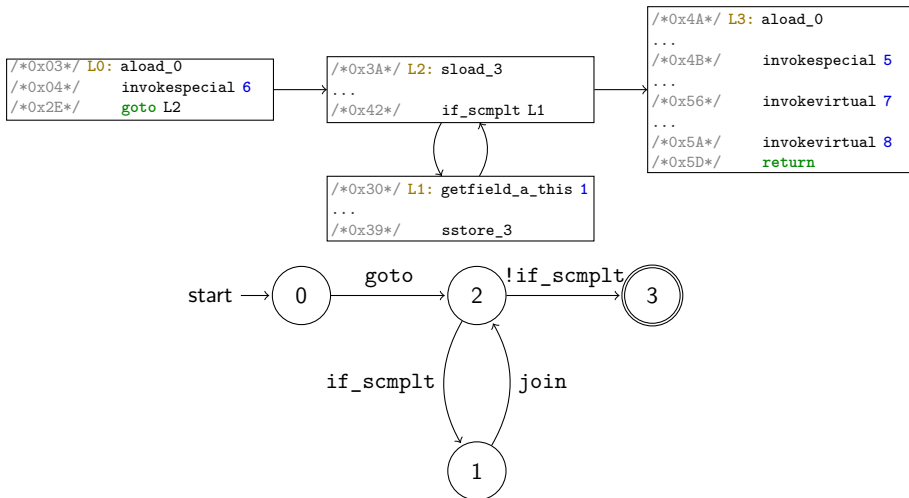 /*0x03*/ L0: aload_0
/*0x04*/ invokespecial 6
/*0x2E*/ goto L2
/*0x3A*/ L2: sload_3
...
/*0x42*/ if_scmplt L1
/*0x4A*/ L3: aload_0
...
/*0x4B*/ invokespecial 5
...
/*0x56*/ invokevirtual 7
...
/*0x5A*/ invokevirtual 8
/*0x5D*/ return
/*0x30*/ L1: getfield_a_this 1
...
/*0x39*/ sstore_3
start
0
goto
2
!if_scmplt
3
if_scmplt
join
1